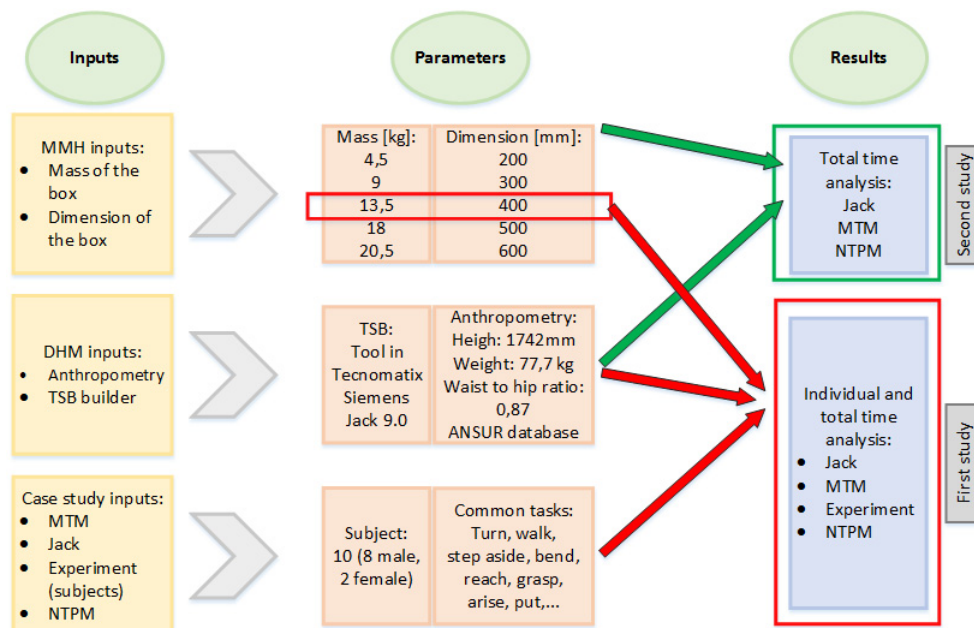 Inputs
Parameters
Results
MMH inputs:
• Mass of the
box
• Dimension of
the box
Mass [kg]:
4,5
9
13,5
18
20,5
Dimension [mm]:
200
300
400
500
600
Total time
analysis:
Jack
MTM
NTPM
Second study
DHM inputs:
• Anthropometry
• TSB builder
TSB:
Tool in
Tecnomatix
Siemens
Jack 9.0
Anthropometry:
Heigh: 1742mm
Weight: 77,7 kg
Waist to hip ratio:
0,87
ANSUR database
Individual and
total time
analysis:
• Jack
• MTM
• Experiment
• NTPM
First study
Case study inputs:
• MTM
• Jack
• Experiment
(subjects)
• NTPM
Subject:
10 (8 male,
2 female)
Common tasks:
Turn, walk,
step aside, bend,
reach, grasp,
arise, put,...